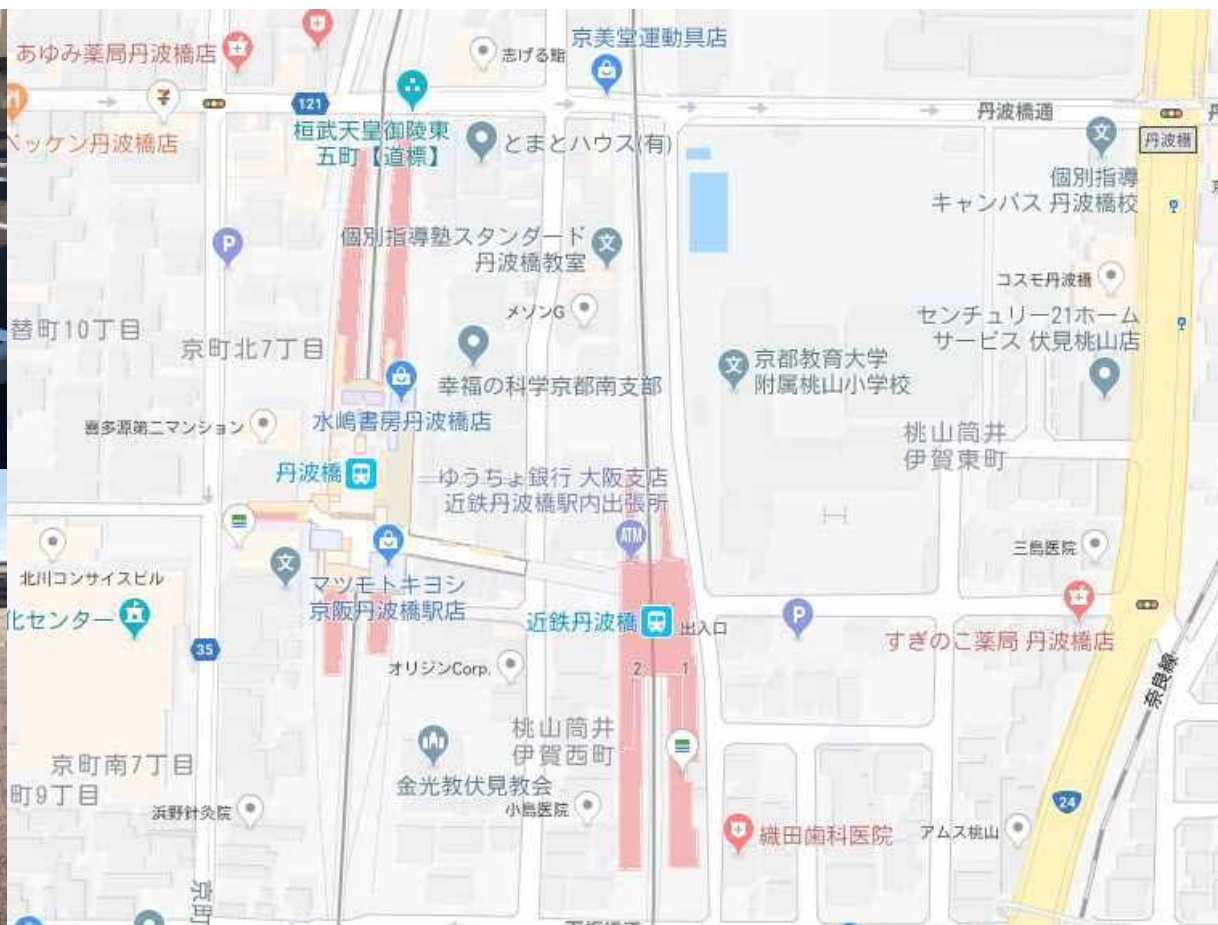 あゆみ薬局丹波橋店
志げる鮨
京美堂運動具店
121
丹波橋通
ベッケン丹波橋店
桓武天皇御陵東
五町【道標】
とまとハウス(有)
丹波橋
個別指導
キャンバス 丹波橋校
P
個別指導塾スタンダード
丹波橋教室
コスモ丹波橋
メゾンG
センチュリー21ホーム
サービス 伏見桃山店
替町10丁目
京町北7丁目
幸福の科学京都南支部
京都教育大学
附属桃山小学校
水嶋書房丹波橋店
喜多源第二マンション
桃山筒井
伊賀東町
丹波橋
ゆうちょ銀行 大阪支店
近鉄丹波橋駅内出張所
ATM
三島医院
北川コンサイスビル
文
マツモトキヨシ
京阪丹波橋駅店
化センター
近鉄丹波橋
出入口
P
すぎのこ薬局 丹波橋店
35
オリジンCorp.
2
1
奈良線
桃山筒井
伊賀西町
京町南7丁目
町9丁目
金光教伏見教会
小島医院
浜野針灸院
24
織田歯科医院
アムス桃山
京町